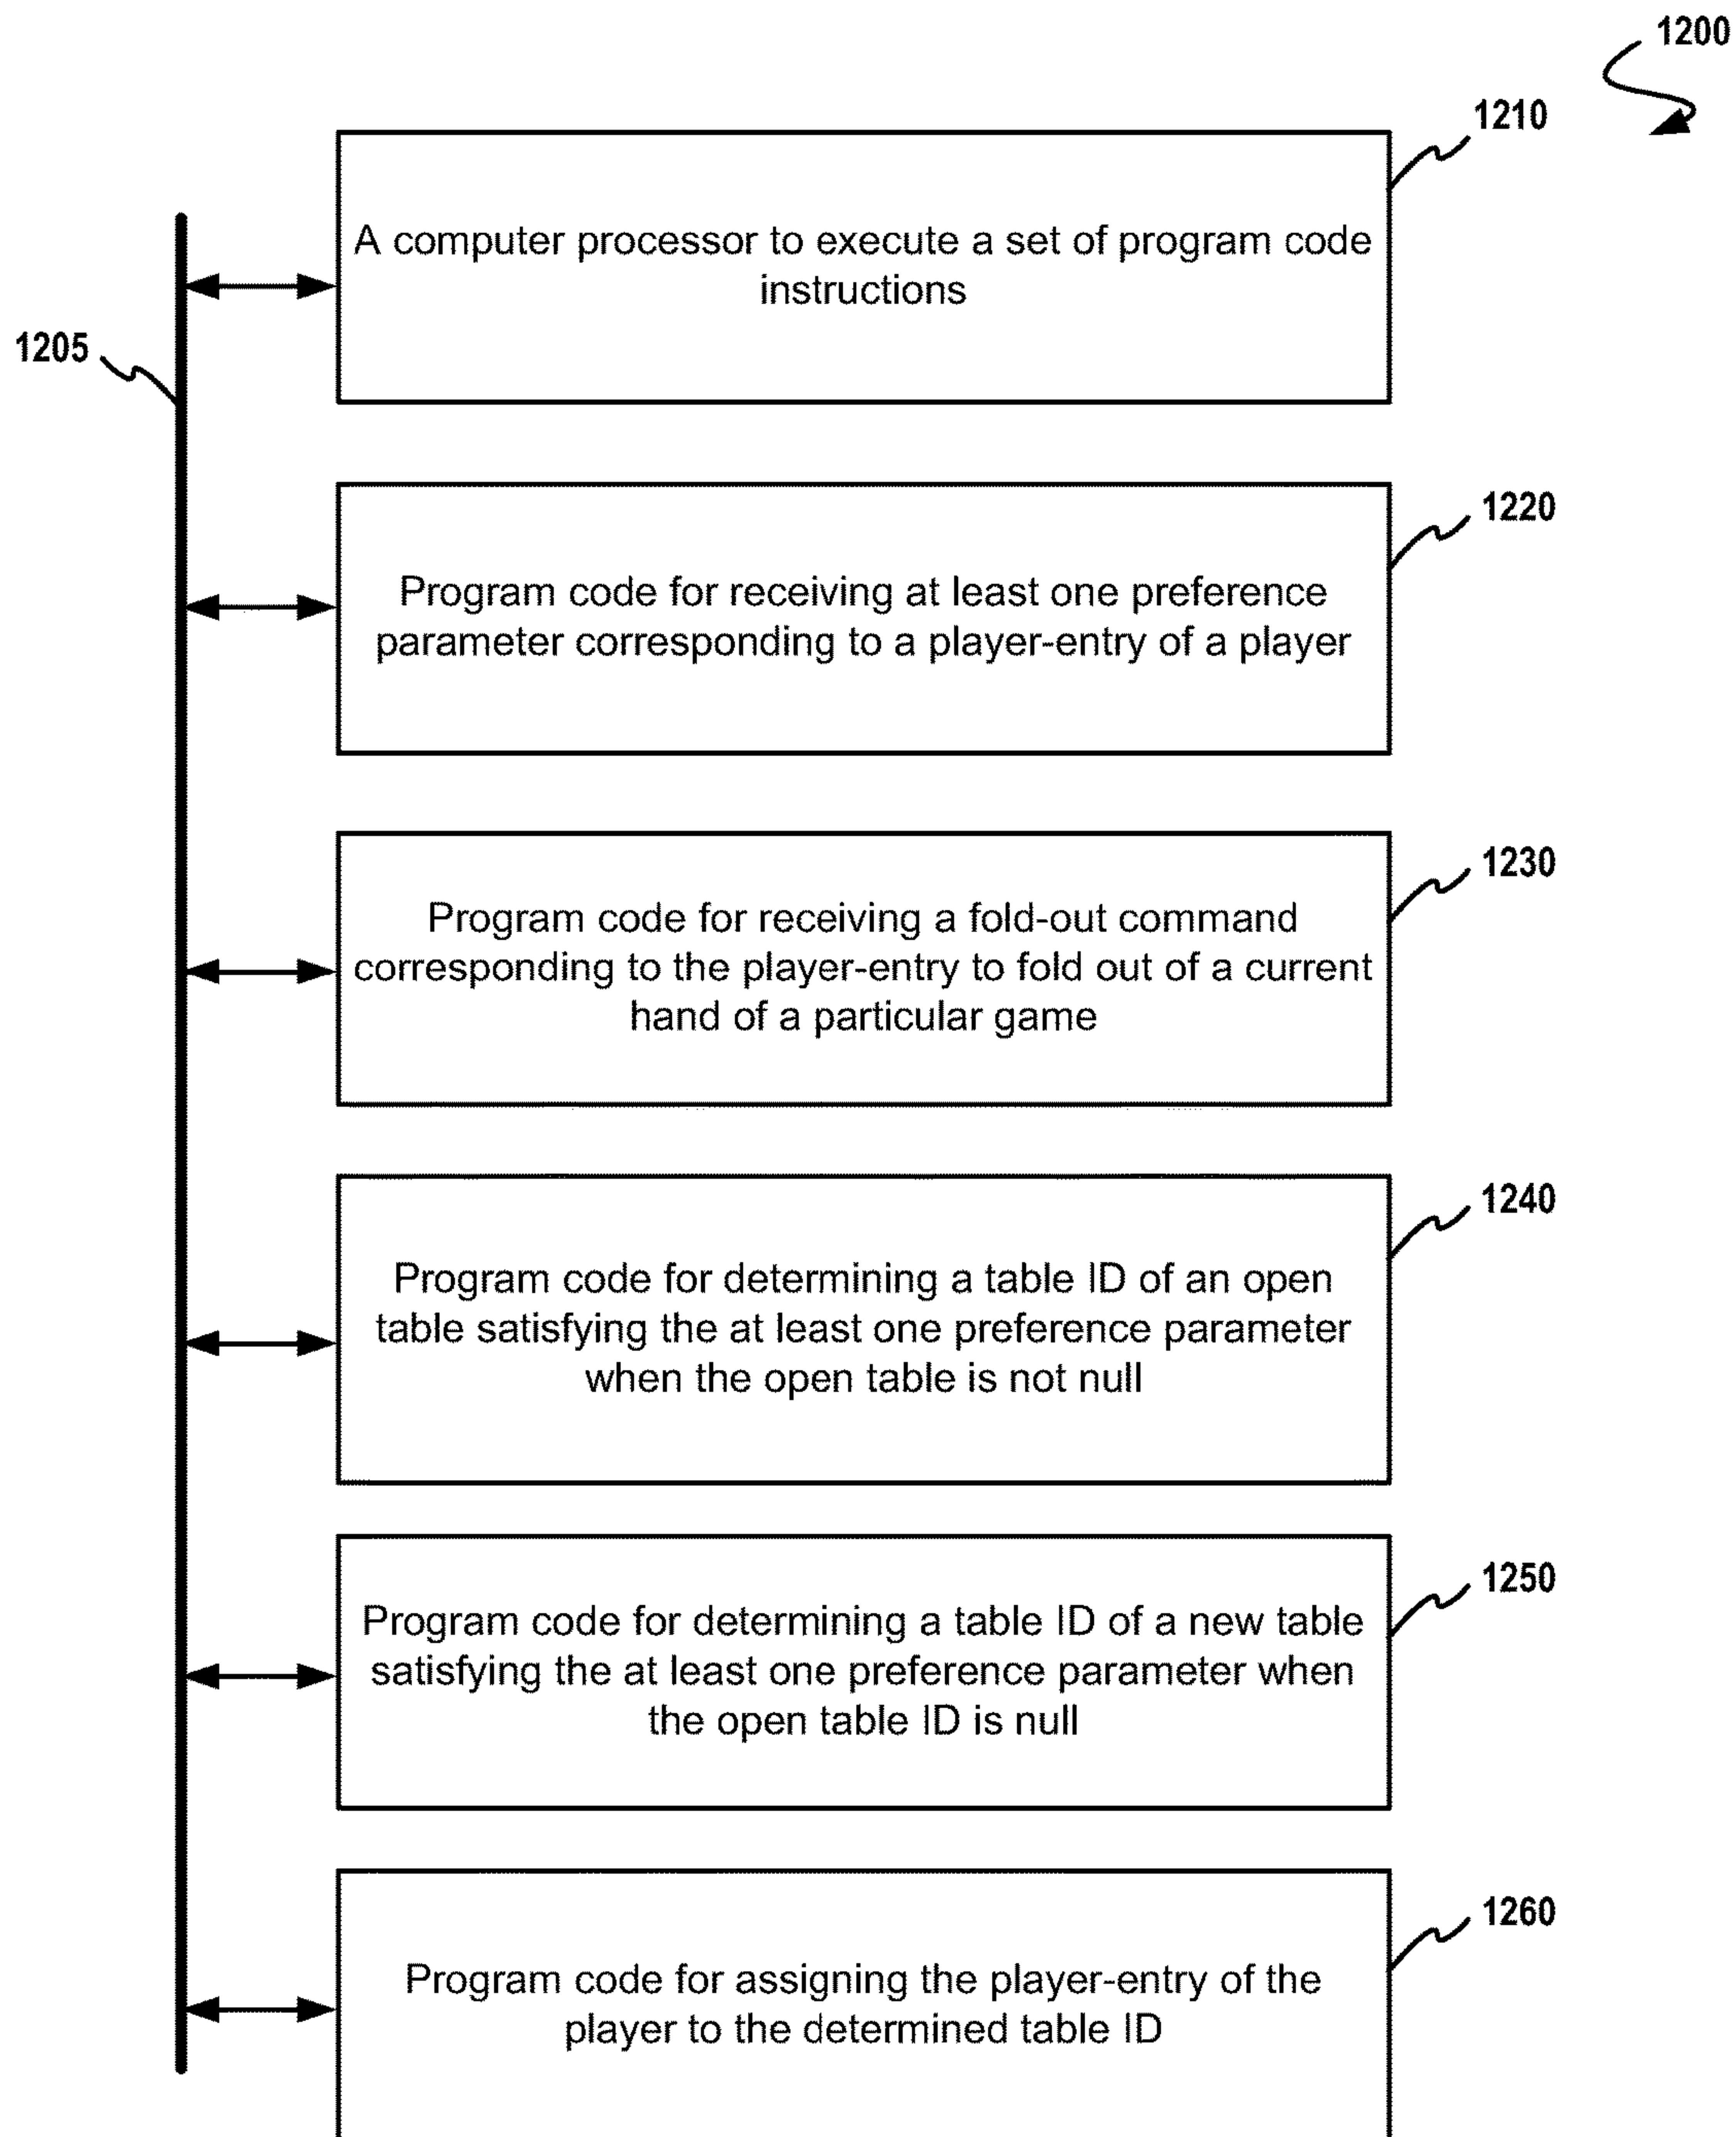 1200
1210
A computer processor to execute a set of program code
instructions
1205
1220
Program code for receiving at least one preference
parameter corresponding to a player-entry of a player
1230
Program code for receiving a fold-out command
corresponding to the player-entry to fold out of a current
hand of a particular game
1240
Program code for determining a table ID of an open
table satisfying the at least one preference parameter
when the open table is not null
1250
Program code for determining a table ID of a new table
satisfying the at least one preference parameter when
the open table ID is null
1260
Program code for assigning the player-entry of the
player to the determined table ID